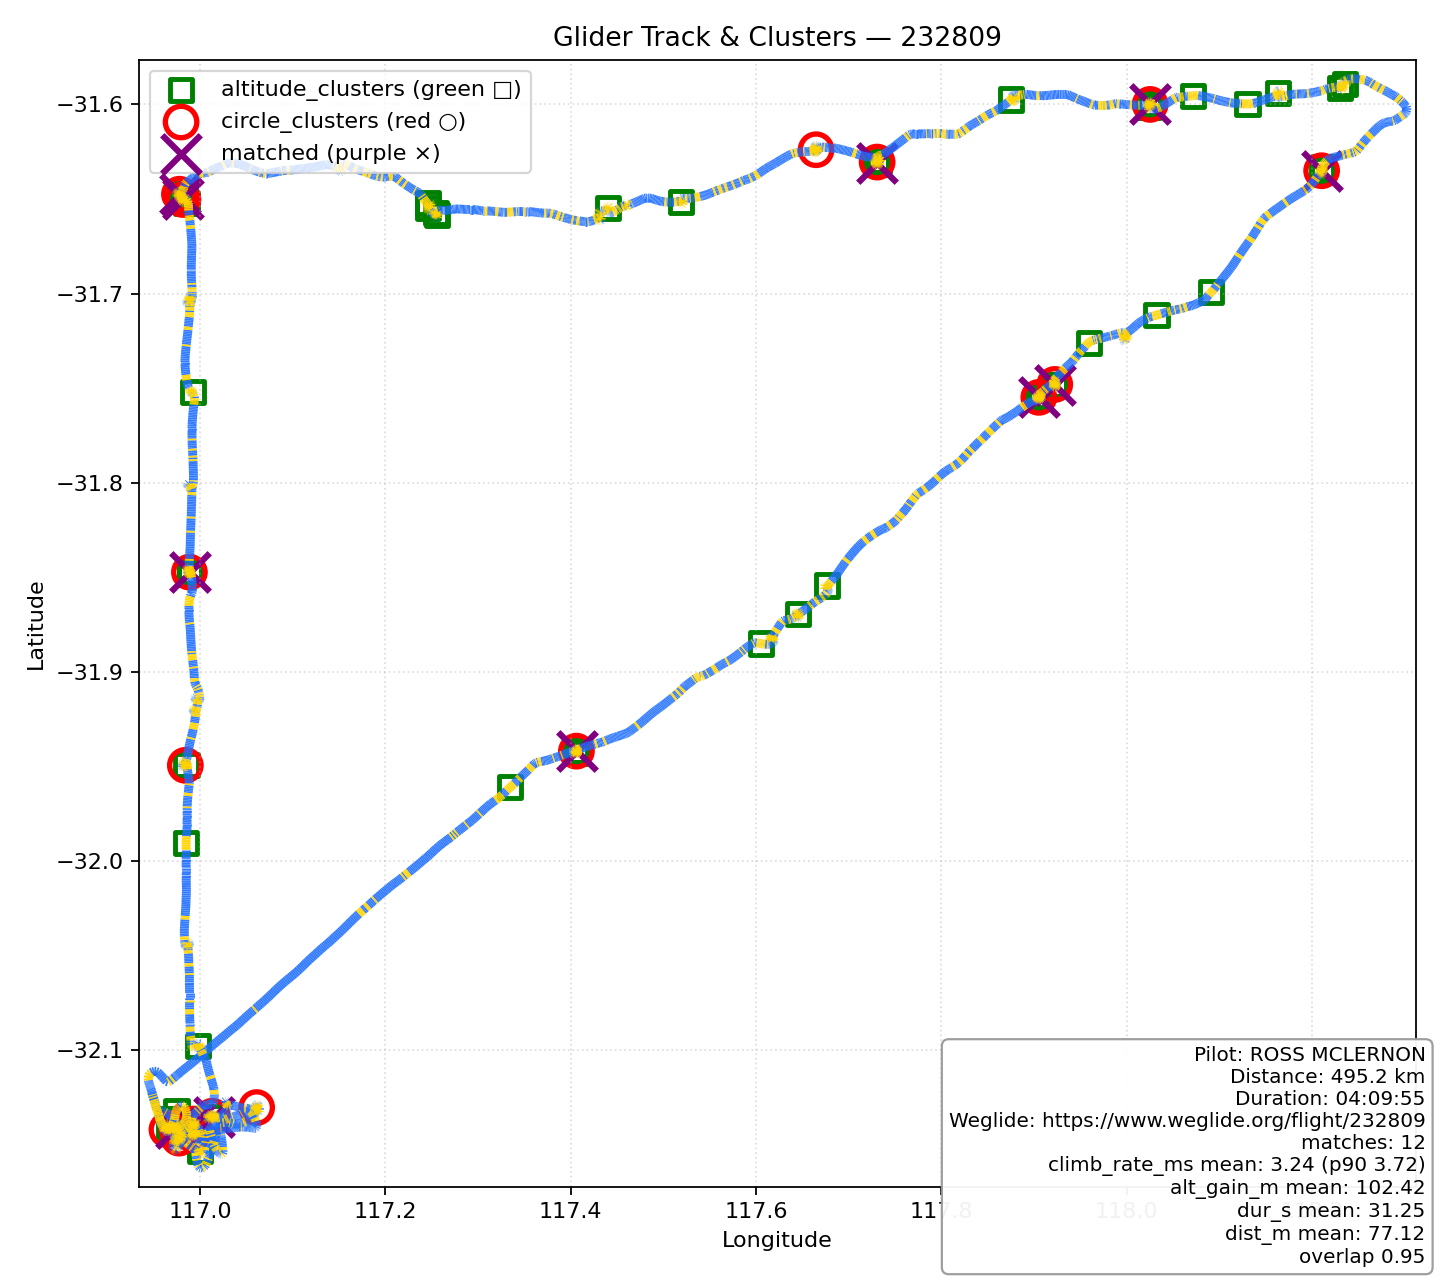 Glider Track & Clusters — 232809
altitude_clusters (green □)
circle_clusters (red ○)
matched (purple ×)
Latitude
−31.6
−31.7
−31.8
−31.9
−32.0
−32.1
117.0
117.2
117.4
117.6
117.8
118.0
Longitude
Pilot: ROSS MCLERNON
Distance: 495.2 km
Duration: 04:09:55
Weglide: https://www.weglide.org/flight/232809
matches: 12
climb_rate_ms mean: 3.24 (p90 3.72)
alt_gain_m mean: 102.42
dur_s mean: 31.25
dist_m mean: 77.12
overlap 0.95